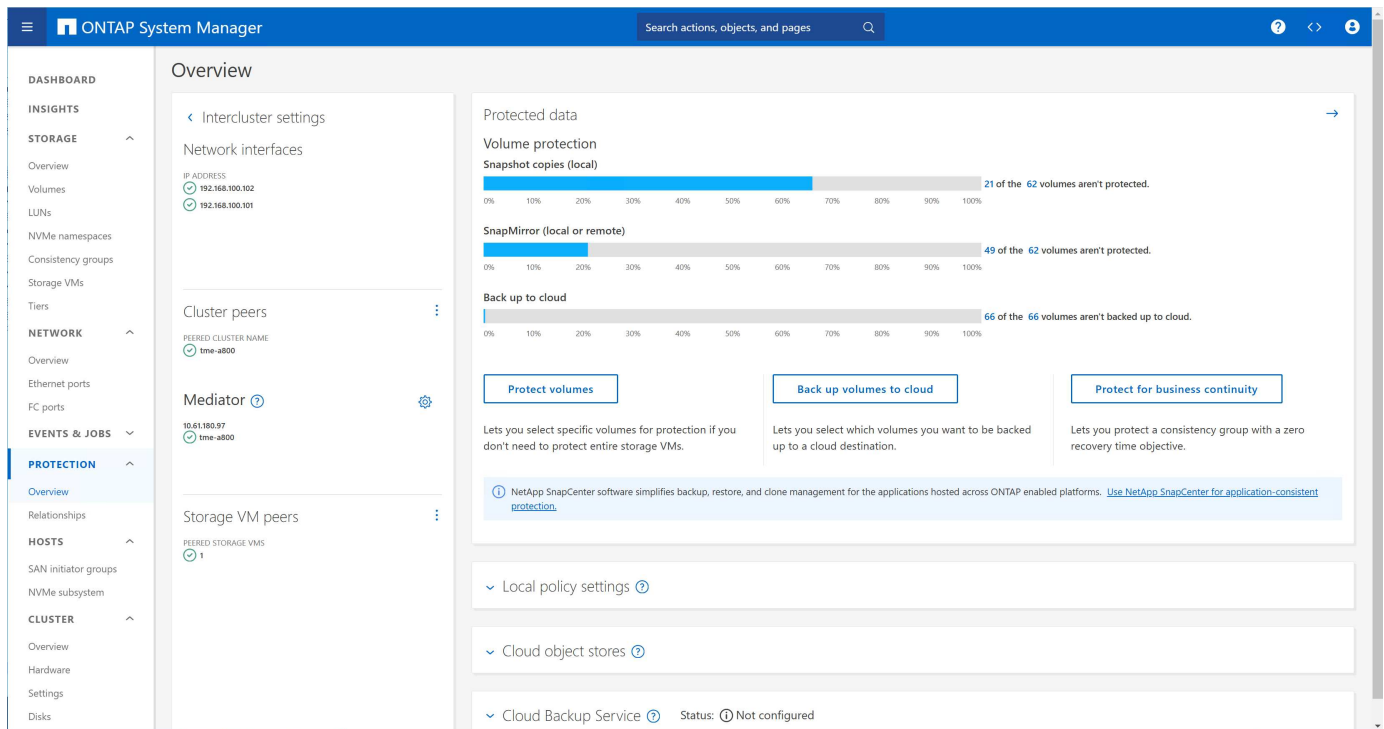 ONTAP System Manager
Search actions, objects, and pages
DASHBOARD
INSIGHTS
STORAGE
Overview
Volumes
LUNs
NVMe namespaces
Consistency groups
Storage VMs
Tiers
NETWORK
Overview
Ethernet ports
FC ports
EVENTS & JOBS
PROTECTION
Overview
Relationships
HOSTS
SAN initiator groups
NVMe subsystem
CLUSTER
Overview
Hardware
Settings
Disks
Overview
Intercluster settings
Network interfaces
IP ADDRESS
192.168.100.102
192.168.100.101
Cluster peers
PEERED CLUSTER NAME
tme-a800
Mediator ?
10.61.180.97
tme-a800
Storage VM peers
PEERED STORAGE VMS
1
Protected data
Volume protection
Snapshot copies (local)
21 of the 62 volumes aren't protected.
0% 10% 20% 30% 40% 50% 60% 70% 80% 90% 100%
SnapMirror (local or remote)
49 of the 62 volumes aren't protected.
0% 10% 20% 30% 40% 50% 60% 70% 80% 90% 100%
Back up to cloud
66 of the 66 volumes aren't backed up to cloud.
0% 10% 20% 30% 40% 50% 60% 70% 80% 90% 100%
Protect volumes
Lets you select specific volumes for protection if you
don't need to protect entire storage VMs.
Back up volumes to cloud
Lets you select which volumes you want to be backed
up to a cloud destination.
Protect for business continuity
Lets you protect a consistency group with a zero
recovery time objective.
NetApp SnapCenter software simplifies backup, restore, and clone management for the applications hosted across ONTAP enabled platforms. Use NetApp SnapCenter for application-consistent
protection.
Local policy settings ?
Cloud object stores ?
Cloud Backup Service ? Status: Not configured